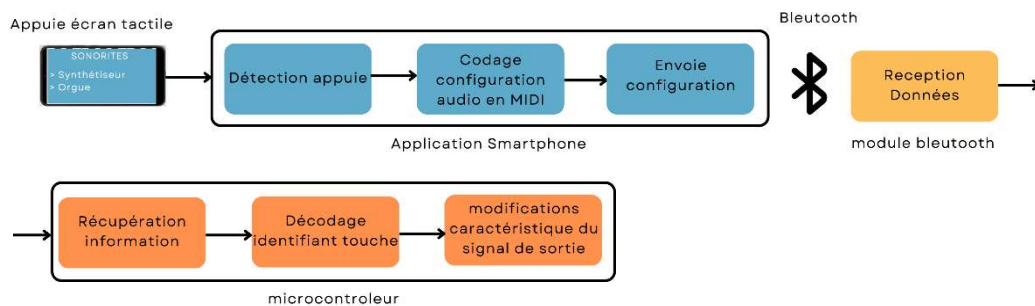 Appuie écran tactile
SONORITES
> Synthétiseur
> Orgue
Détection appuie
Codage
configuration
audio en MIDI
Envoie
configuration
Application Smartphone
Bleutooth
Reception
Données
module bleutooth
Récupération
information
Décodage
identifiant touche
modifications
caractéristique du
signal de sortie
microcontroleur